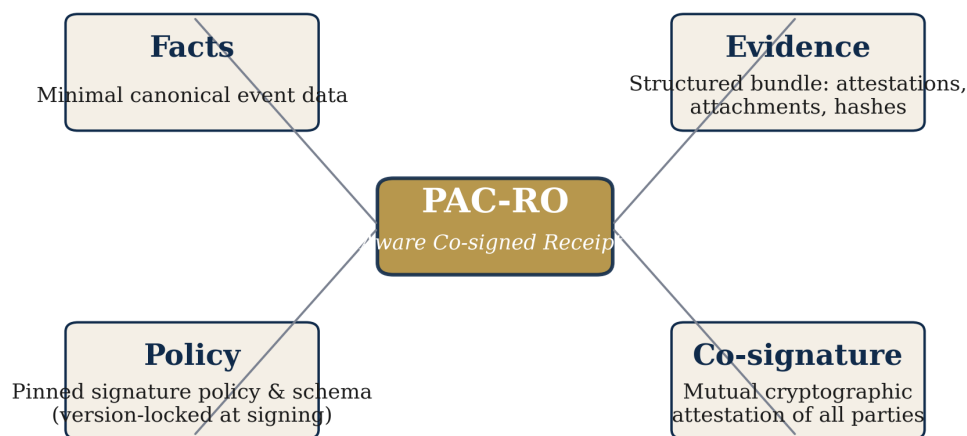 Facts
Minimal canonical event data
Evidence
Structured bundle: attestations,
attachments, hashes
PAC-RO
Co-signed
Policy
Pinned signature policy & schema
(version-locked at signing)
Co-signature
Mutual cryptographic
attestation of all parties